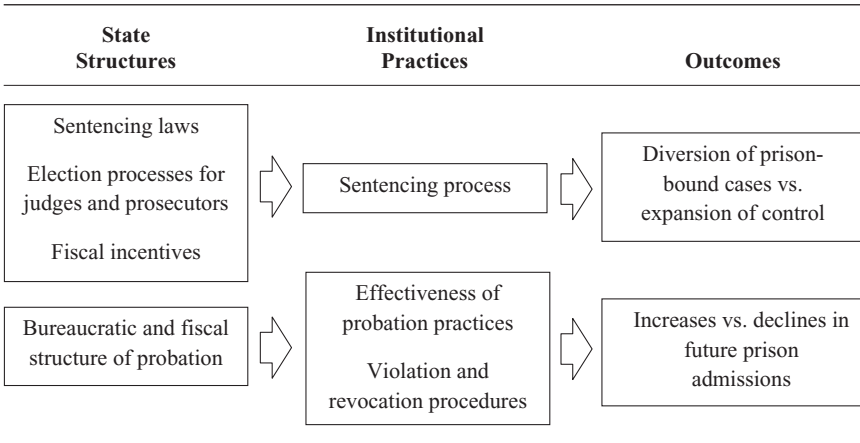 State
Structures
Institutional
Practices
Outcomes
Sentencing laws
Election processes for
judges and prosecutors
Fiscal incentives
Sentencing process
Diversion of prison-
bound cases vs.
expansion of control
Bureaucratic and fiscal
structure of probation
Effectiveness of
probation practices
Violation and
revocation procedures
Increases vs. declines in
future prison
admissions